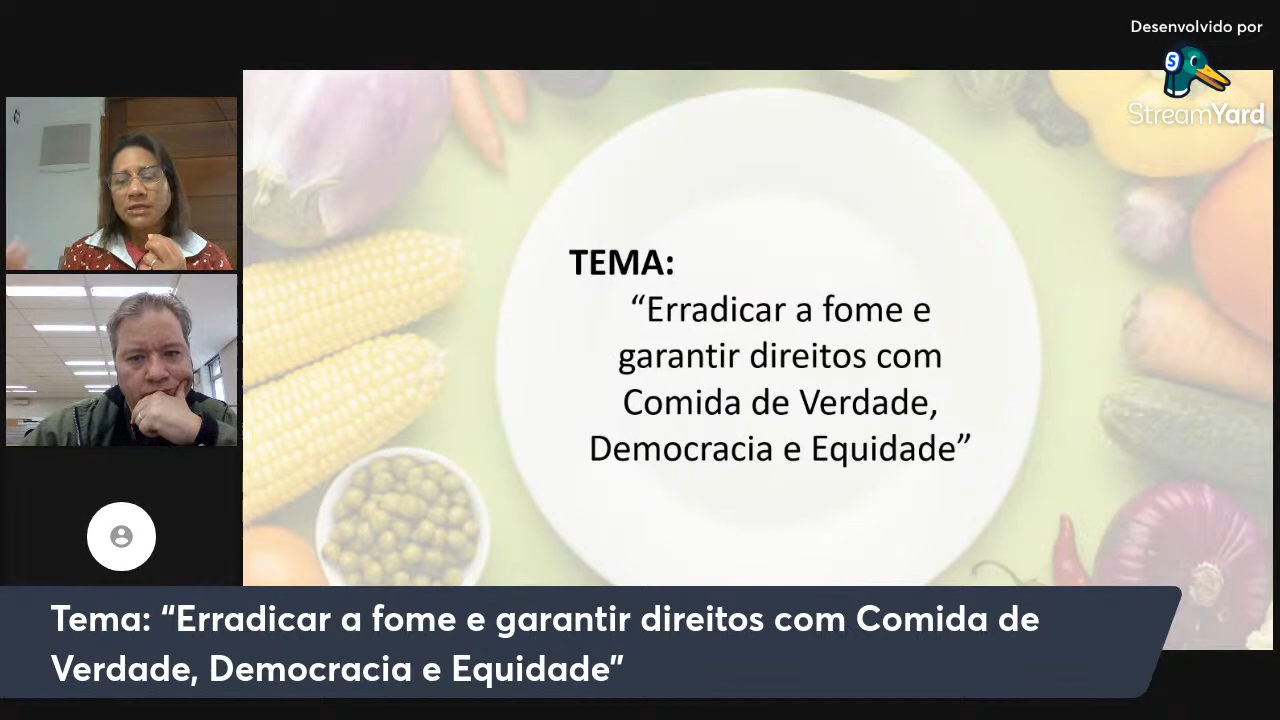 Desenvolvido por
StreamYard
TEMA:
“Erradicar a fome e
garantir direitos com
Comida de Verdade,
Democracia e Equidade”
Tema: “Erradicar a fome e garantir direitos com Comida de
Verdade, Democracia e Equidade”